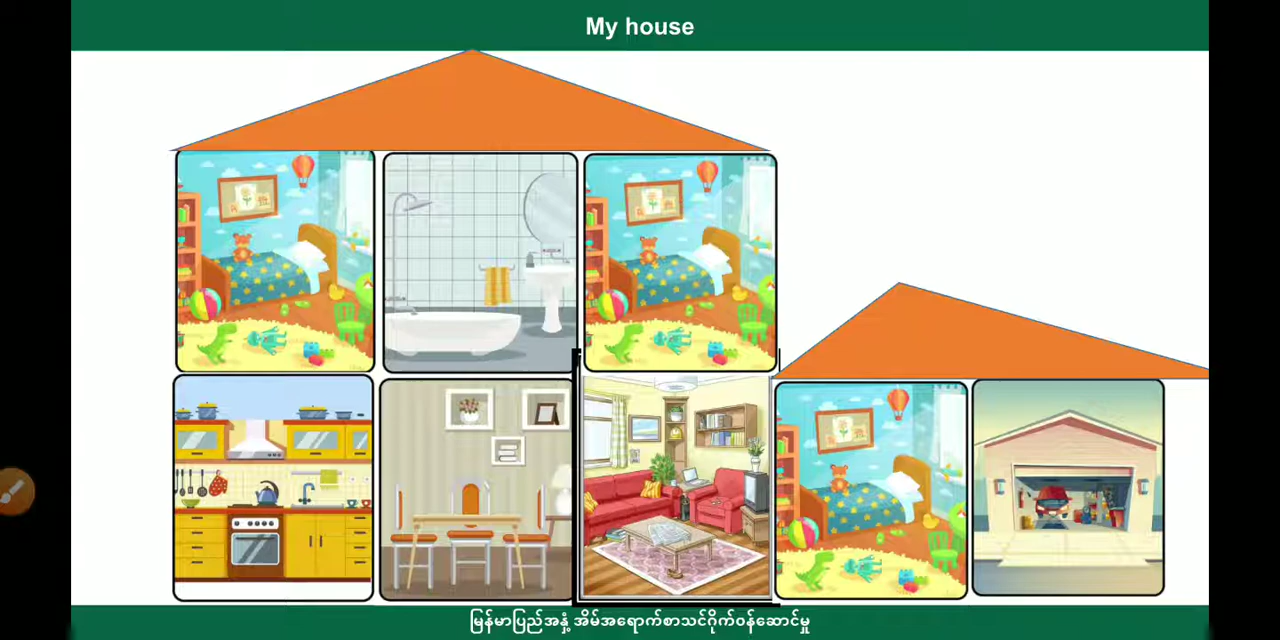 My house
မြန်မာပြည်အနှံ့ အိမ်အရောက်စာသင်ဂိုက်ဝန်ဆောင်မှု